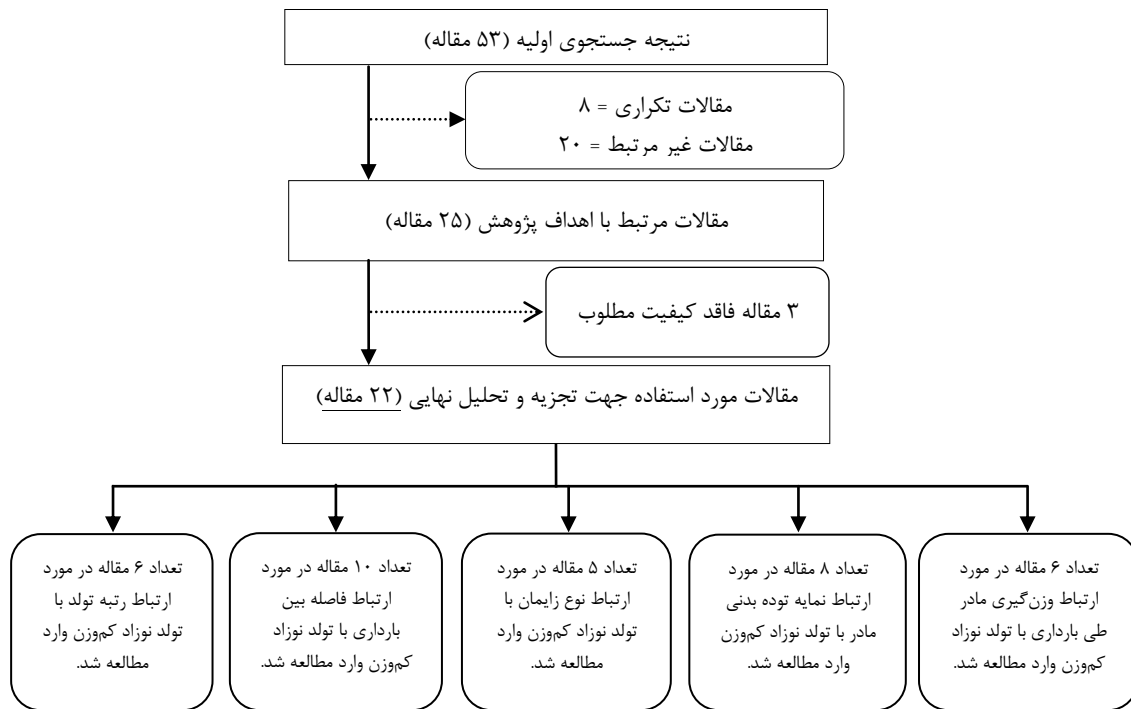 نتیجه جستجوی اولیه (۵۳ مقاله)
مقالات تکراری = ۸
مقالات غیر مرتبط = ۲۰
مقالات مرتبط با اهداف پژوهش (۲۵ مقاله)
۳ مقاله فاقد کیفیت مطلوب
مقالات مورد استفاده جهت تجزیه و تحلیل نهایی (۲۲ مقاله)
تعداد ۶ مقاله در مورد
ارتباط وزن‌گیری مادر
طی بارداری با تولد نوزاد
کم‌وزن وارد مطالعه شد.
تعداد ۸ مقاله در مورد
ارتباط نمایه توده بدنی
مادر با تولد نوزاد کم‌وزن
وارد مطالعه شد.
تعداد ۵ مقاله در مورد
ارتباط نوع زایمان با
تولد نوزاد کم‌وزن وارد
مطالعه شد.
تعداد ۱۰ مقاله در مورد
ارتباط فاصله بین
بارداری با تولد نوزاد
کم‌وزن وارد مطالعه شد.
تعداد ۶ مقاله در مورد
ارتباط رتبه تولد با
تولد نوزاد کم‌وزن وارد
مطالعه شد.